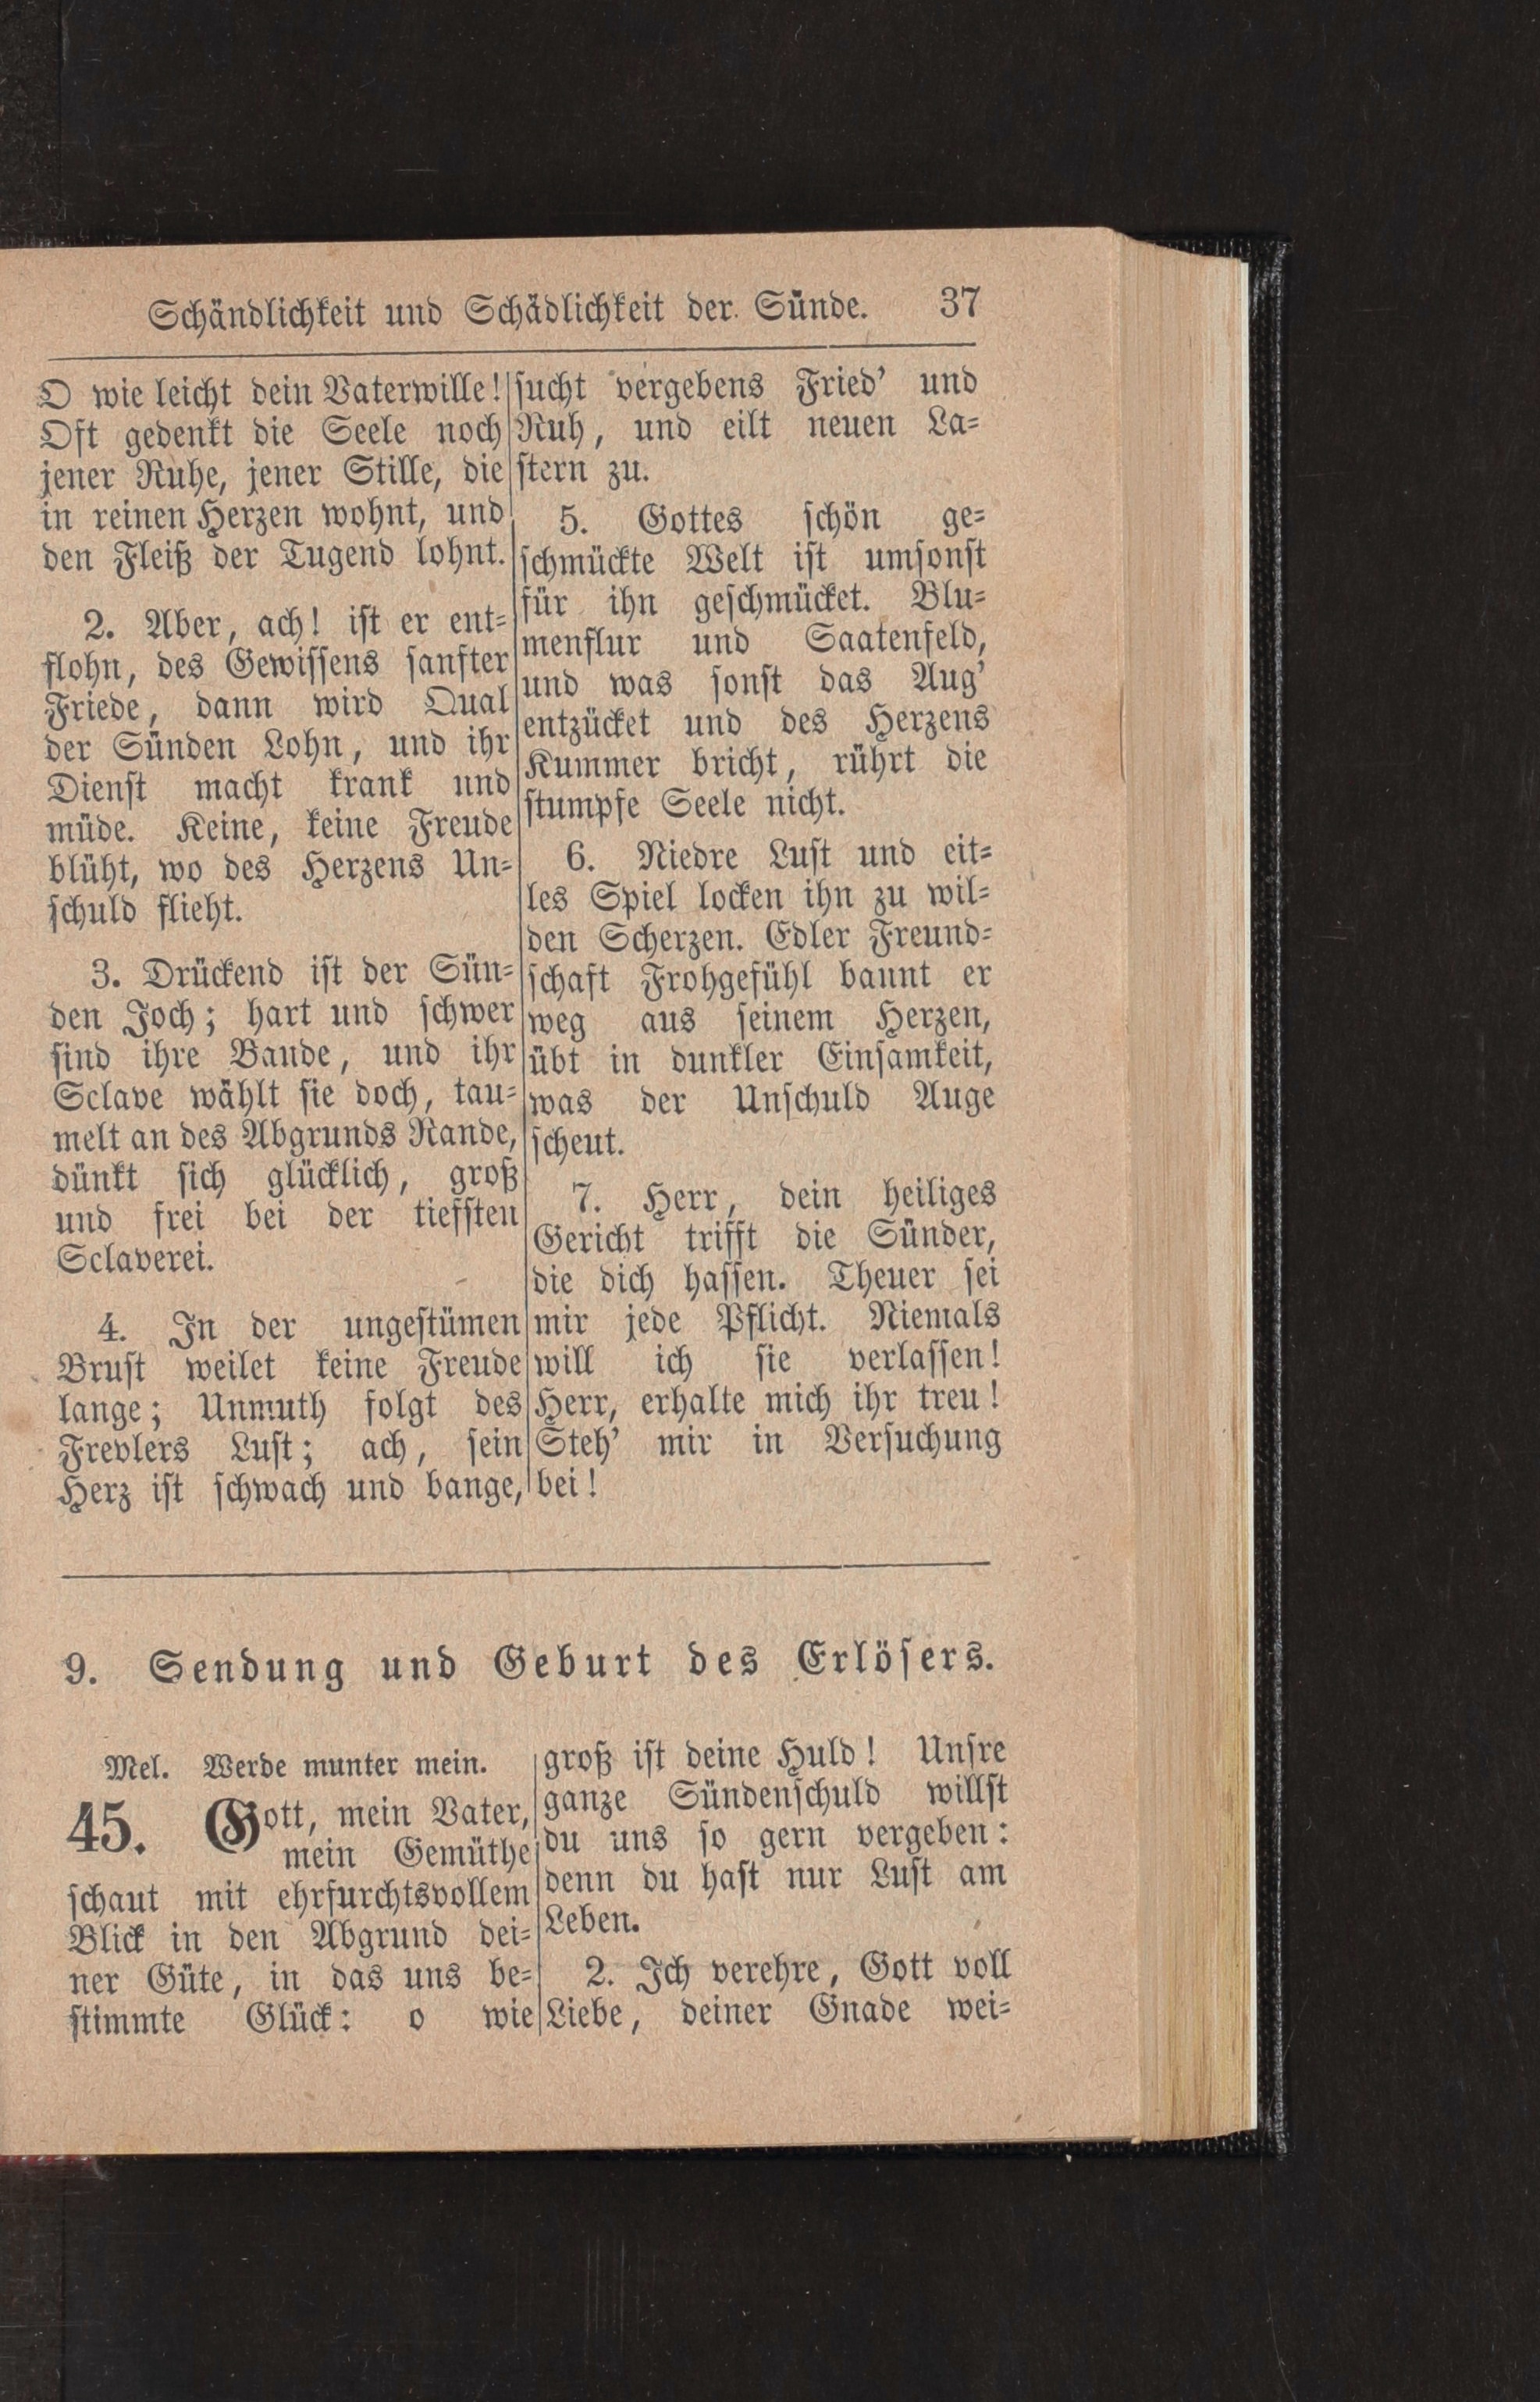 Schändlichkeit und Schädlichkeit der Sünde. 37
O wie leicht dein Vaterwille!
Oft gedenkt die Seele noch
jener Ruhe, jener Stille, die
in reinen Herzen wohnt, und
den Fleiß der Tugend lohnt.
2. Aber, ach! ist er ent-
flohn, des Gewissens sanfter
Friede, dann wird Qual
der Sünden Lohn, und ihr
Dienst macht krank und
müde. Keine, keine Freude
blüht, wo des Herzens Un-
schuld flieht.
3. Drückend ist der Sün-
den Joch; hart und schwer
sind ihre Bande, und ihr
Sclave wählt sie doch, tau-
melt an des Abgrunds Rande,
dünkt sich glücklich, groß
und frei bei der tiefsten
Sclaverei.
4. In der ungestümen
Brust weilet keine Freude
lange; Unmuth folgt des
Frevlers Lust; ach, sein
Herz ist schwach und bange,
sucht vergebens Fried' und
Ruh, und eilt neuen La-
stern zu.
5. Gottes schön ge-
schmückte Welt ist umsonst
für ihn geschmücket. Blu-
menflur und Saatenfeld,
und was sonst das Aug'
entzücket und des Herzens
Kummer bricht, rührt die
stumpfe Seele nicht.
6. Niedre Lust und eit-
les Spiel locken ihn zu wil-
den Scherzen. Edler Freund-
schaft Frohgefühl bannt er
weg aus seinem Herzen,
übt in dunkler Einsamkeit,
was der Unschuld Auge
scheut.
7. Herr, dein heiliges
Gericht trifft die Sünder,
die dich hassen. Theuer sei
mir jede Pflicht. Niemals
will ich sie verlassen!
Herr, erhalte mich ihr treu!
Steh' mir in Versuchung
bei!
9. Sendung und Geburt des Erlösers.
Mel. Werde munter mein.
45. Gott, mein Vater,
mein Gemüthe
schaut mit ehrfurchtsvollem
Blick in den Abgrund dei-
ner Güte, in das uns be-
stimmte Glück: o wie
groß ist deine Huld! Unsre
ganze Sündenschuld willst
du uns so gern vergeben:
denn du hast nur Lust am
Leben.
2. Ich verehre, Gott voll
Liebe, deiner Gnade wei-